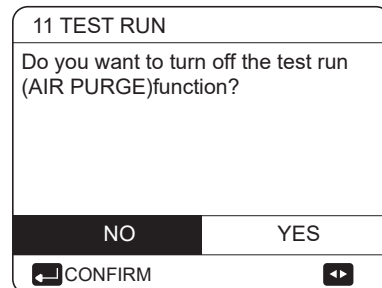 11 TEST RUN
Do you want to turn off the test run
(AIR PURGE)function?
NO YES
CONFIRM